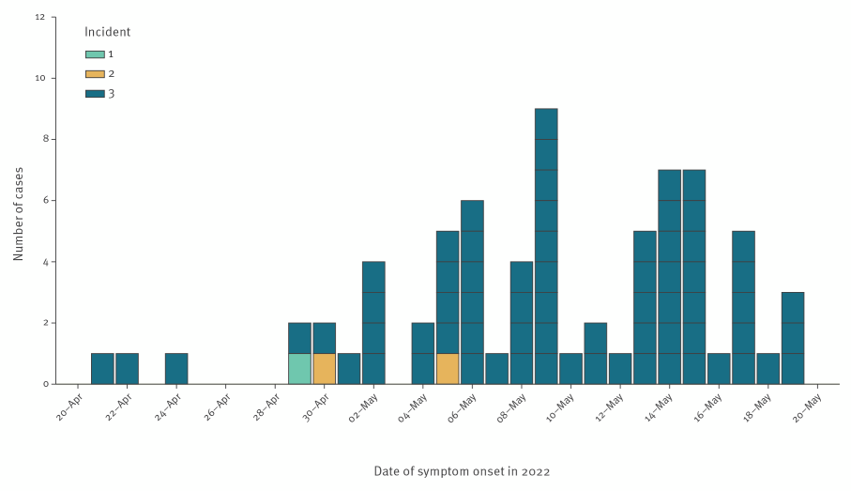 12
Incident
1
2
3
10
8
6
4
2
0
Number of cases
20–Apr
22–Apr
24–Apr
26–Apr
28–Apr
30–Apr
02–May
04–May
06–May
08–May
10–May
12–May
14–May
16–May
18–May
20–May
Date of symptom onset in 2022